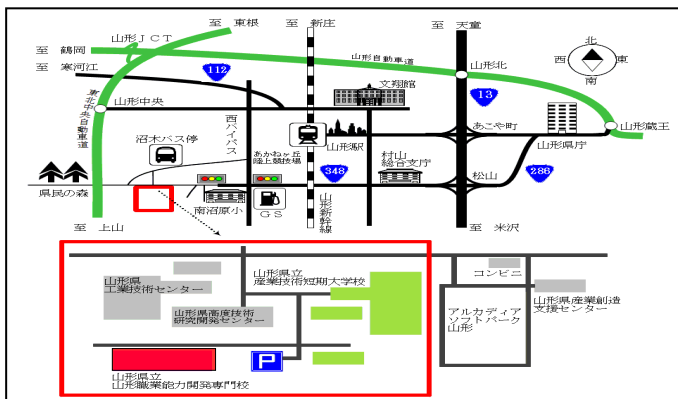 至 東根
至 新庄
至 天童
山形JCT
至 鶴岡
山形自動車道
至 寒河江
112
山形北
北
西 東
南
文翔館
13
東北中央自動車道
山形中央
西バイパス
沼木バス停
あかねヶ丘
陸上競技場
山形駅
あこや町
山形県庁
山形蔵王
村山
総合支庁
348
松山
286
県民の森
南沼原小
GS
山形新幹線
至 上山
至 米沢
山形県
工業技術センター
山形県立
産業技術短期大学校
コンビニ
山形県産業創造
支援センター
山形県高度技術
研究開発センター
アルカディア
ソフトパーク
山形
P
山形県立
山形職業能力開発専門校